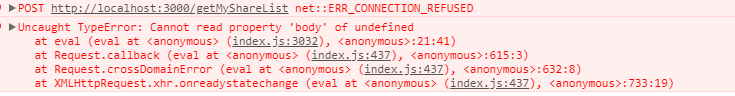 ▶POST http://localhost:3000/getMyShareList net::ERR_CONNECTION_REFUSED
▶Uncaught TypeError: Cannot read property 'body' of undefined
at eval (eval at <anonymous> (index.js:3032), <anonymous>:21:41)
at Request.callback (eval at <anonymous> (index.js:437), <anonymous>:615:3)
at Request.crossDomainError (eval at <anonymous> (index.js:437), <anonymous>:632:8)
at XMLHttpRequest.xhr.onreadystatechange (eval at <anonymous> (index.js:437), <anonymous>:733:19)